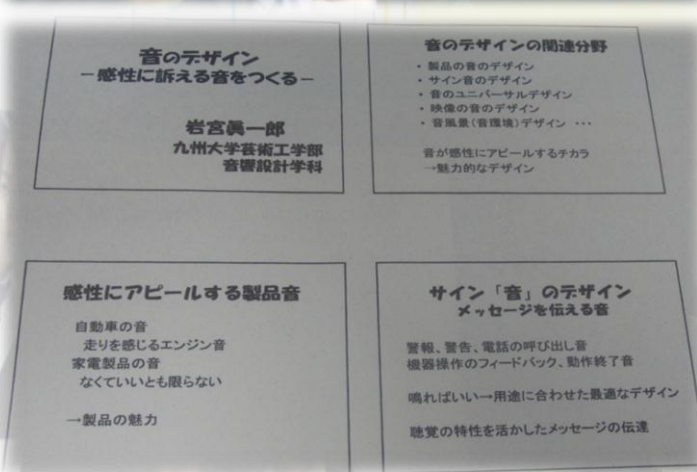 音のデザイン
－感性に訴える音をつくる－
岩宮眞一郎
九州大学芸術工学部
音響設計学科
音のデザインの関連分野
・製品の音のデザイン
・サイン音のデザイン
・音のユニバーサルデザイン
・映像の音のデザイン
・音風景(音環境)デザイン ・・・
音が感性にアピールするチカラ
→魅力的なデザイン
感性にアピールする製品音
自動車の音
走りを感じるエンジン音
家電製品の音
なくていいとも限らない
→製品の魅力
サイン「音」のデザイン
メッセージを伝える音
警報、警告、電話の呼び出し音
機器操作のフィードバック、動作終了音
鳴ればいい→用途に合わせた最適なデザイン
聴覚の特性を活かしたメッセージの伝達